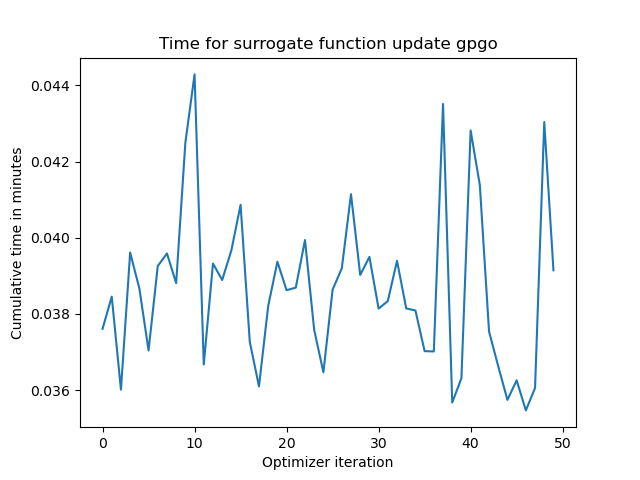 Time for surrogate function update gpgo
Cumulative time in minutes
0.044
0.042
0.040
0.038
0.036
0 10 20 30 40 50
Optimizer iteration